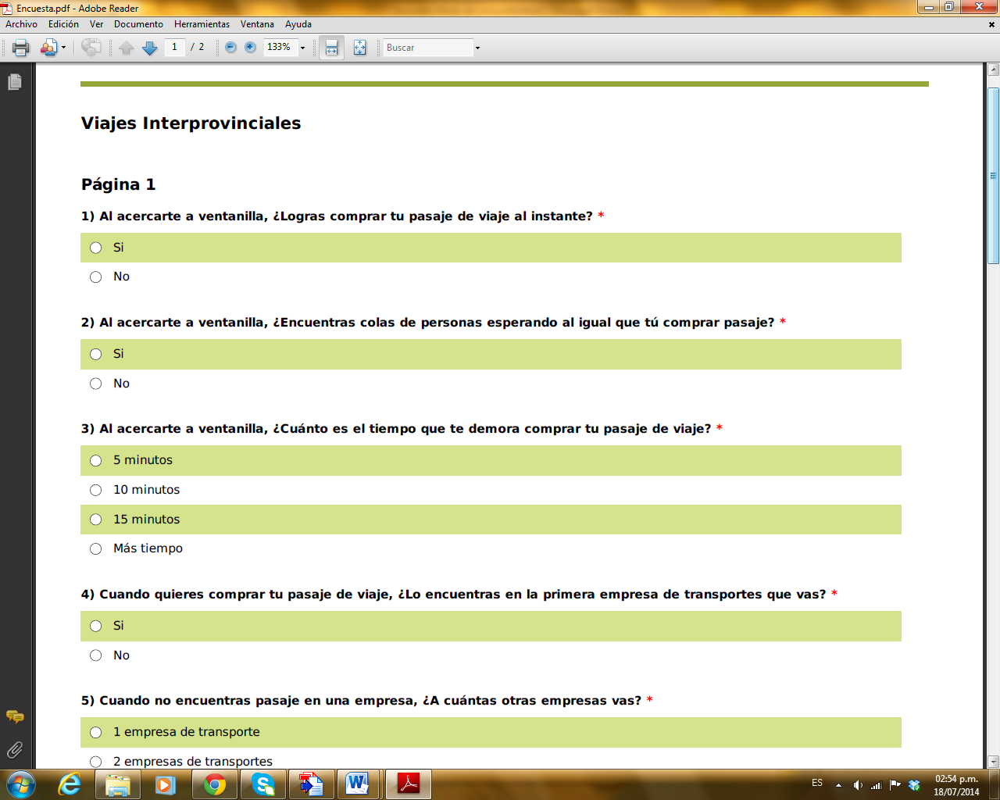 Encuesta.pdf - Adobe Reader
Archivo Edición Ver Documento Herramientas Ventana Ayuda
1 / 2 133% Buscar
Viajes Interprovinciales
Página 1
1) Al acercarte a ventanilla, ¿Logras comprar tu pasaje de viaje al instante? *
Si
No
2) Al acercarte a ventanilla, ¿Encuentras colas de personas esperando al igual que tú comprar pasaje? *
Si
No
3) Al acercarte a ventanilla, ¿Cuánto es el tiempo que te demora comprar tu pasaje de viaje? *
5 minutos
10 minutos
15 minutos
Más tiempo
4) Cuando quieres comprar tu pasaje de viaje, ¿Lo encuentras en la primera empresa de transportes que vas? *
Si
No
5) Cuando no encuentras pasaje en una empresa, ¿A cuántas otras empresas vas? *
1 empresa de transporte
2 empresas de transportes
ES 02:54 p.m.
18/07/2014